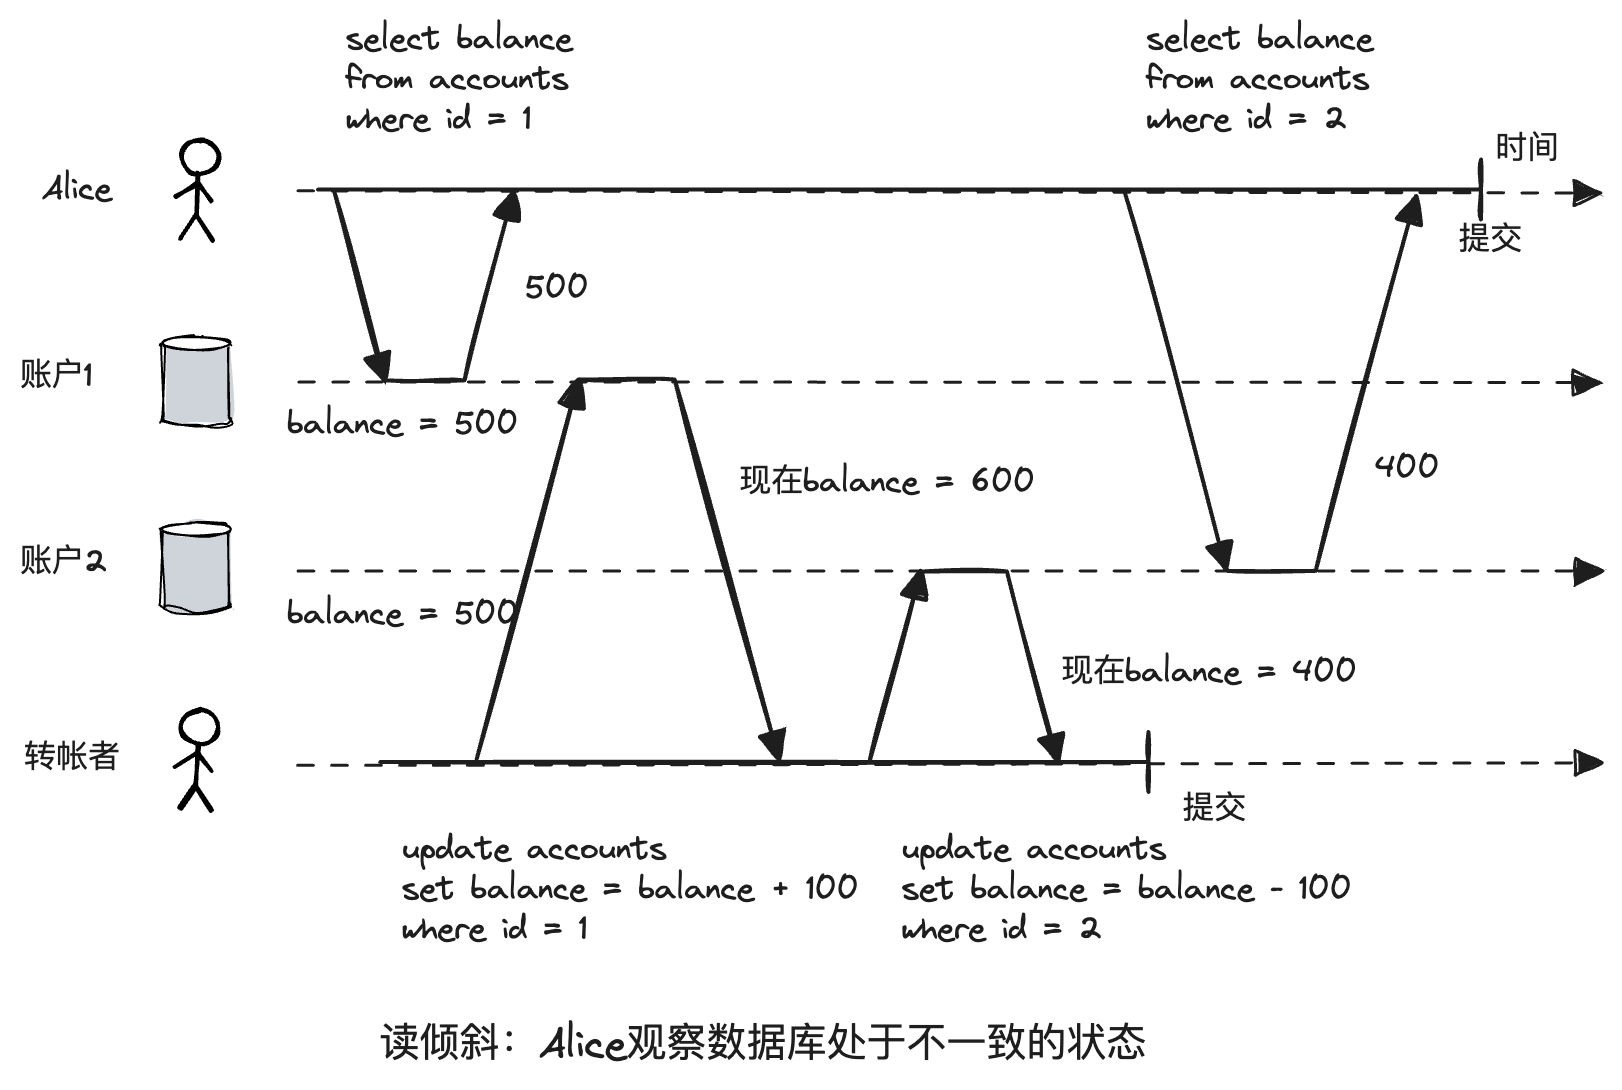 select balance
from accounts
where id = 1
select balance
from accounts
where id = 2
时间
Alice
提交
500
账户1
balance = 500
现在balance = 600
400
账户2
balance = 500
现在balance = 400
转帐者
提交
update accounts
set balance = balance + 100
where id = 1
update accounts
set balance = balance - 100
where id = 2
读倾斜：Alice观察数据库处于不一致的状态